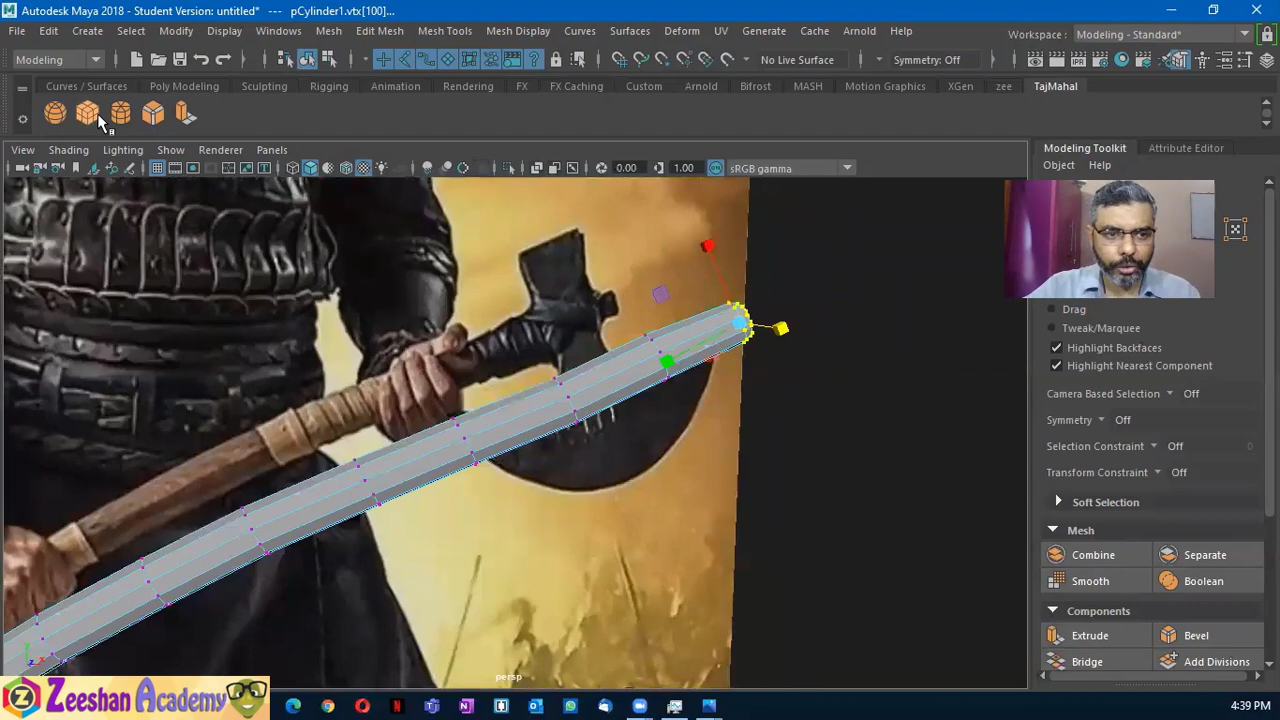 Autodesk Maya 2018 - Student Version: untitled* --- pCylinder1.vtx[100]...
File Edit Create Select Modify Display Windows Mesh Edit Mesh Mesh Tools Mesh Display Curves Surfaces Deform UV Generate Cache Arnold Help
Workspace : Modeling - Standard*
Modeling No Live Surface Symmetry: Off
Curves / Surfaces Poly Modeling Sculpting Rigging Animation Rendering FX FX Caching Custom Arnold Bifrost MASH Motion Graphics XGen zee TajMahal
View Shading Lighting Show Renderer Panels
0.00 1.00 sRGB gamma
Modeling Toolkit Attribute Editor
Object Help
Drag
Tweak/Marquee
Highlight Backfaces
Highlight Nearest Component
Camera Based Selection Off
Symmetry Off
Selection Constraint Off 0
Transform Constraint Off
Soft Selection
Mesh
Combine Separate
Smooth Boolean
Components
Extrude Bevel
Bridge Add Divisions
persp
Zeeshan Academy
4:39 PM